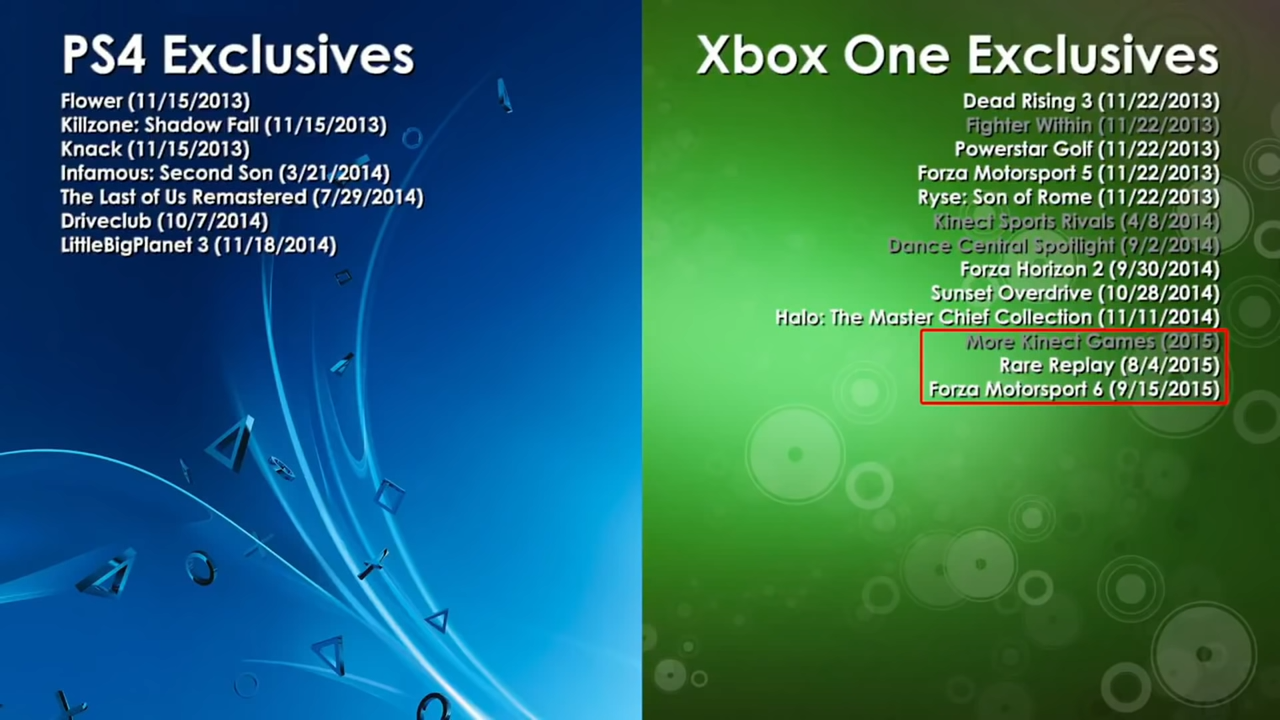 PS4 Exclusives
Flower (11/15/2013)
Killzone: Shadow Fall (11/15/2013)
Knack (11/15/2013)
Infamous: Second Son (3/21/2014)
The Last of Us Remastered (7/29/2014)
Driveclub (10/7/2014)
LittleBigPlanet 3 (11/18/2014)
Xbox One Exclusives
Dead Rising 3 (11/22/2013)
Fighter Within (11/22/2013)
Powerstar Golf (11/22/2013)
Forza Motorsport 5 (11/22/2013)
Ryse: Son of Rome (11/22/2013)
Kinect Sports Rivals (4/8/2014)
Dance Central Spotlight (9/2/2014)
Forza Horizon 2 (9/30/2014)
Sunset Overdrive (10/28/2014)
Halo: The Master Chief Collection (11/11/2014)
More Kinect Games (2015)
Rare Replay (8/4/2015)
Forza Motorsport 6 (9/15/2015)